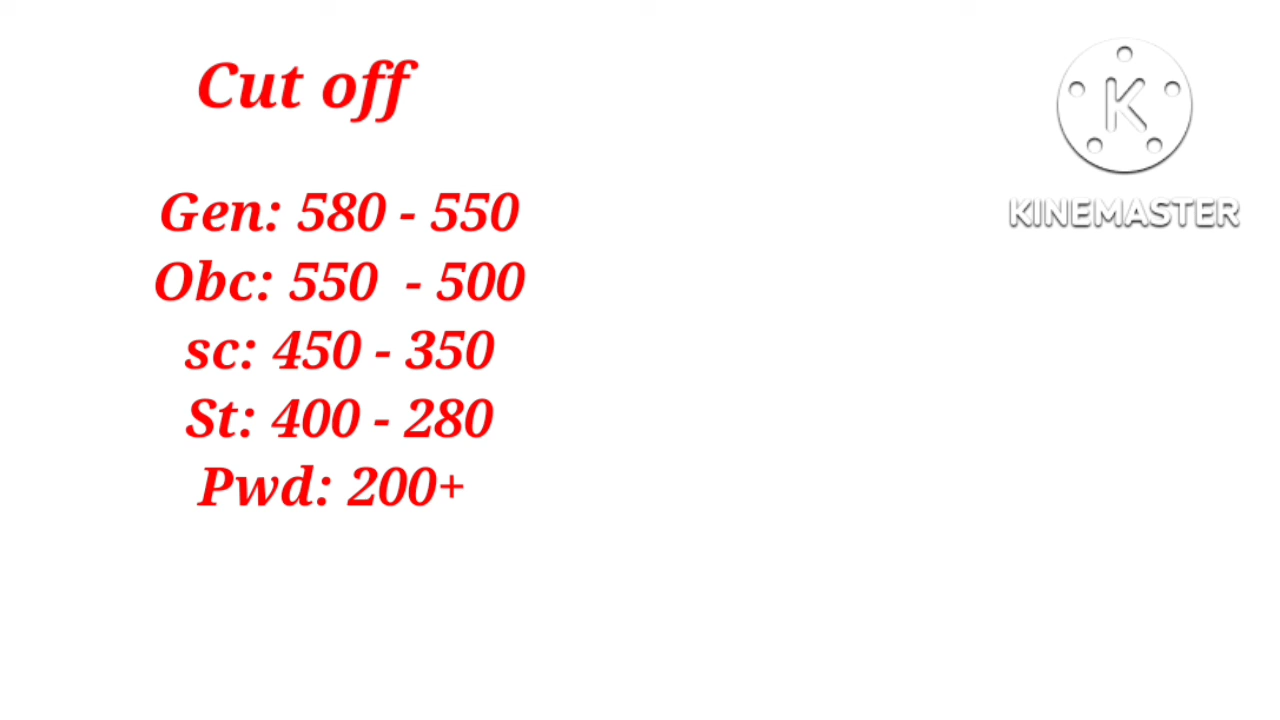 Cut off
Gen: 580 - 550
Obc: 550 - 500
sc: 450 - 350
St: 400 - 280
Pwd: 200+
K
KINEMASTER